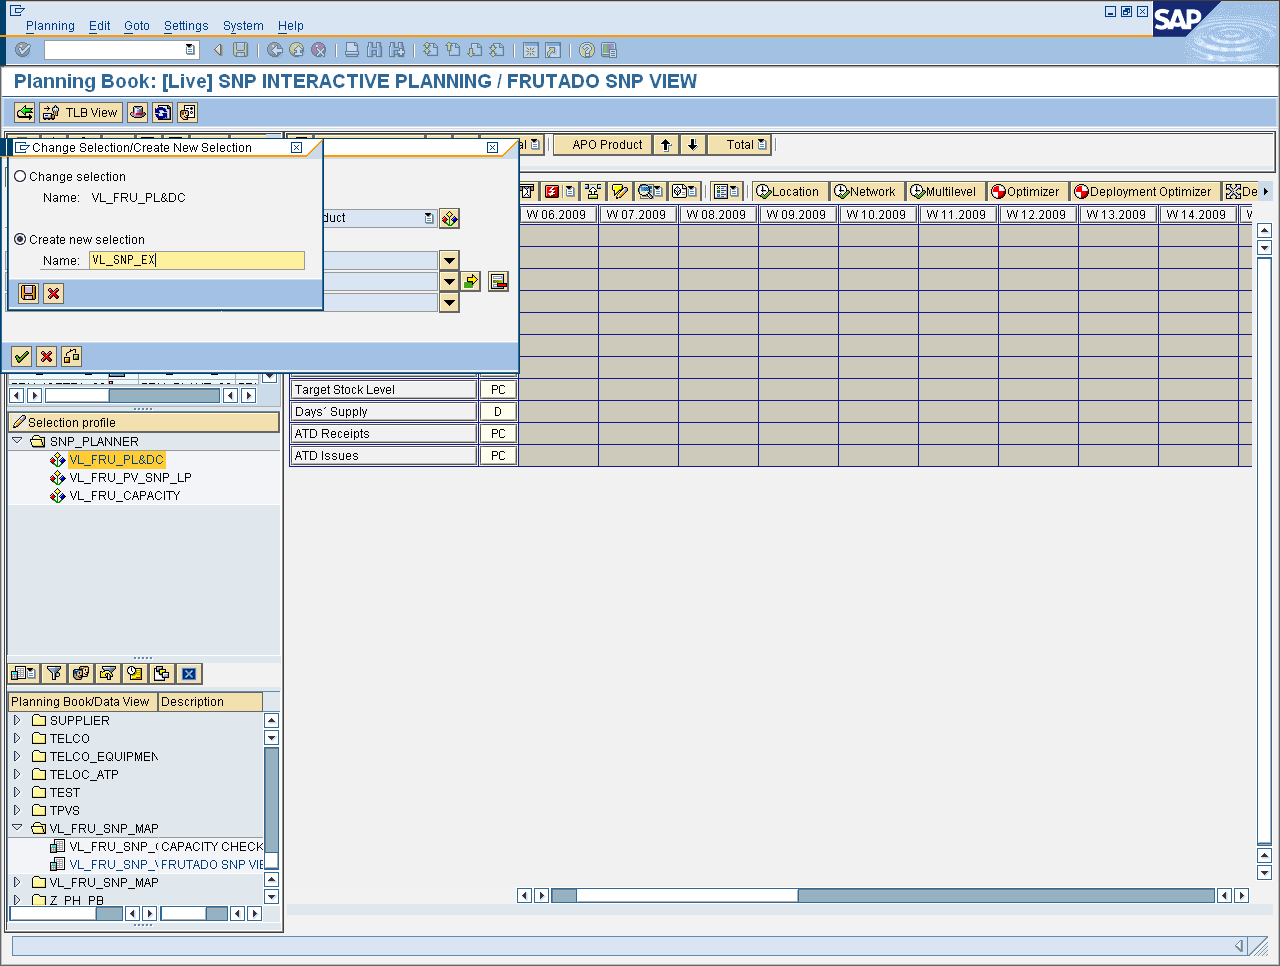 Planning Edit Goto Settings System Help
SAP
Planning Book: [Live] SNP INTERACTIVE PLANNING / FRUTADO SNP VIEW
TLB View
Change Selection/Create New Selection
APO Product Total
Change selection
Name: VL_FRU_PL&DC
Create new selection
Name: VL_SNP_EX
Location Network Multilevel Optimizer Deployment Optimizer De
W 06.2009 W 07.2009 W 08.2009 W 09.2009 W 10.2009 W 11.2009 W 12.2009 W 13.2009 W 14.2009
Target Stock Level PC
Days´ Supply D
ATD Receipts PC
ATD Issues PC
Selection profile
SNP_PLANNER
VL_FRU_PL&DC
VL_FRU_PV_SNP_LP
VL_FRU_CAPACITY
Planning Book/Data View Description
SUPPLIER
TELCO
TELCO_EQUIPMEN
TELOC_ATP
TEST
TPVS
VL_FRU_SNP_MAP
VL_FRU_SNP_( CAPACITY CHECK
VL_FRU_SNP_V FRUTADO SNP VIE
VL_FRU_SNP_MAP
Z_PH_PB